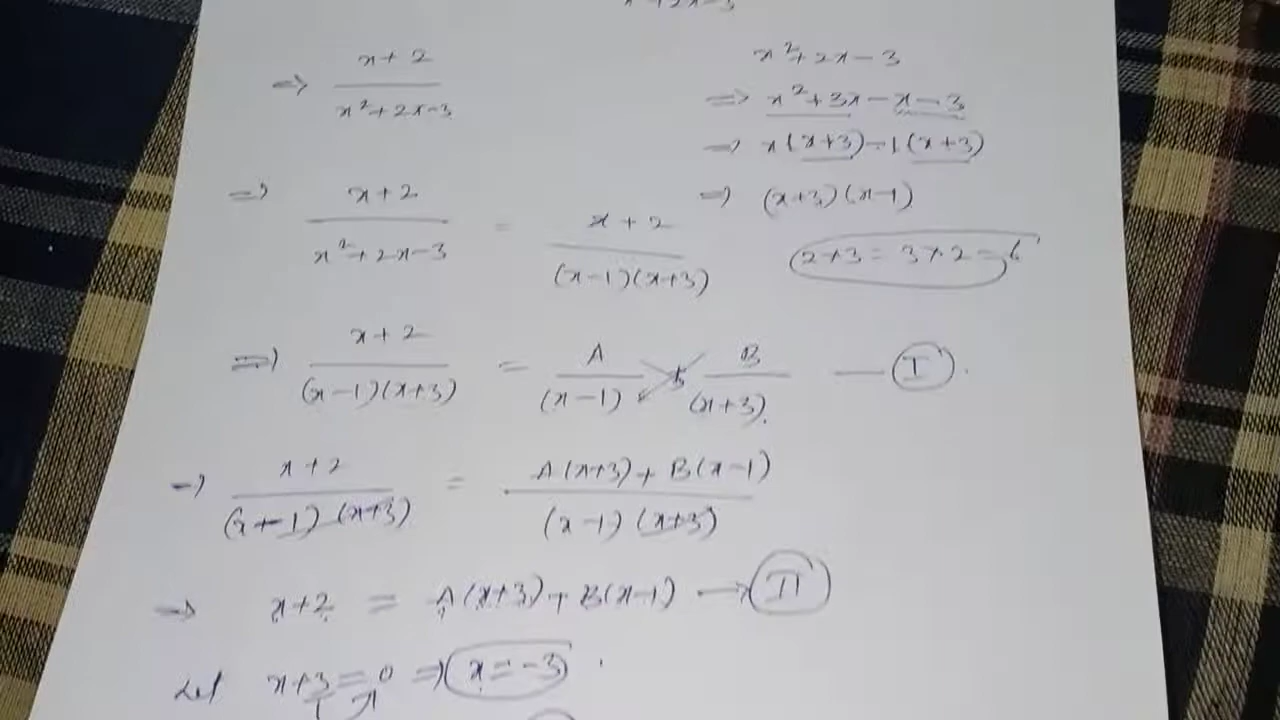 x²+2x-3
=> x+2 / x²+2x-3
=> x²+3x-x-3
=> x(x+3)-1(x+3)
=> x+2 / x²+2x-3 = x+2 / (x-1)(x+3)
=> (x+3)(x-1)
2×3=3×2=6
=> x+2 / (x-1)(x+3) = A / (x-1) + B / (x+3) — I.
=> x+2 / (x-1)(x+3) = A(x+3)+B(x-1) / (x-1)(x+3)
=> x+2 = A(x+3)+B(x-1) → II
Let x+3=0 => x=-3